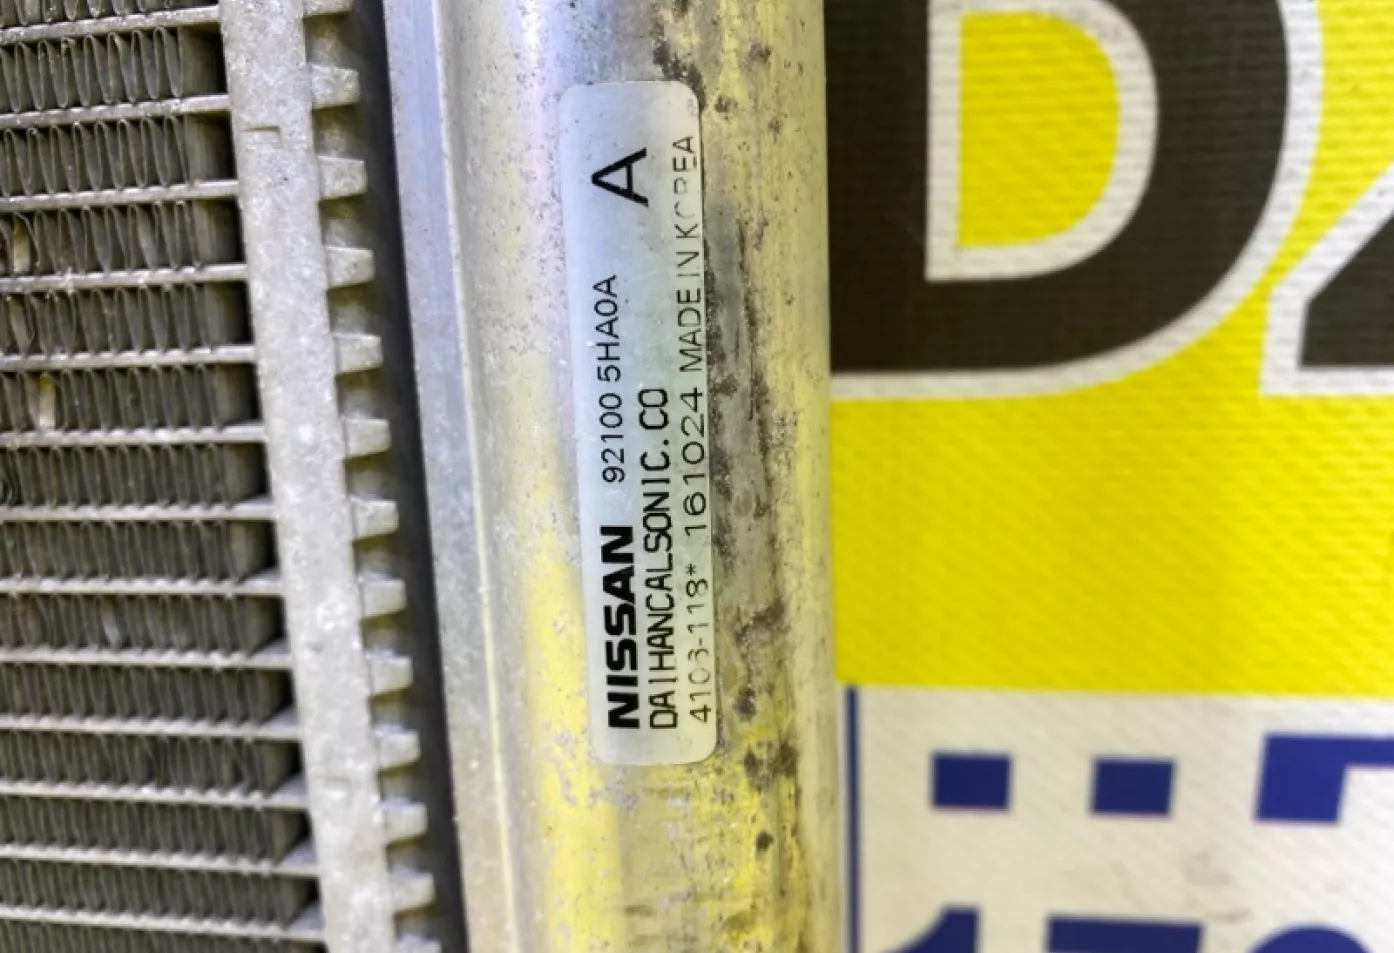 NISSAN 92100 5HA0A A
DAIHANCALSONIC.CO
4103-118* 161024 MADE IN KOREA
D